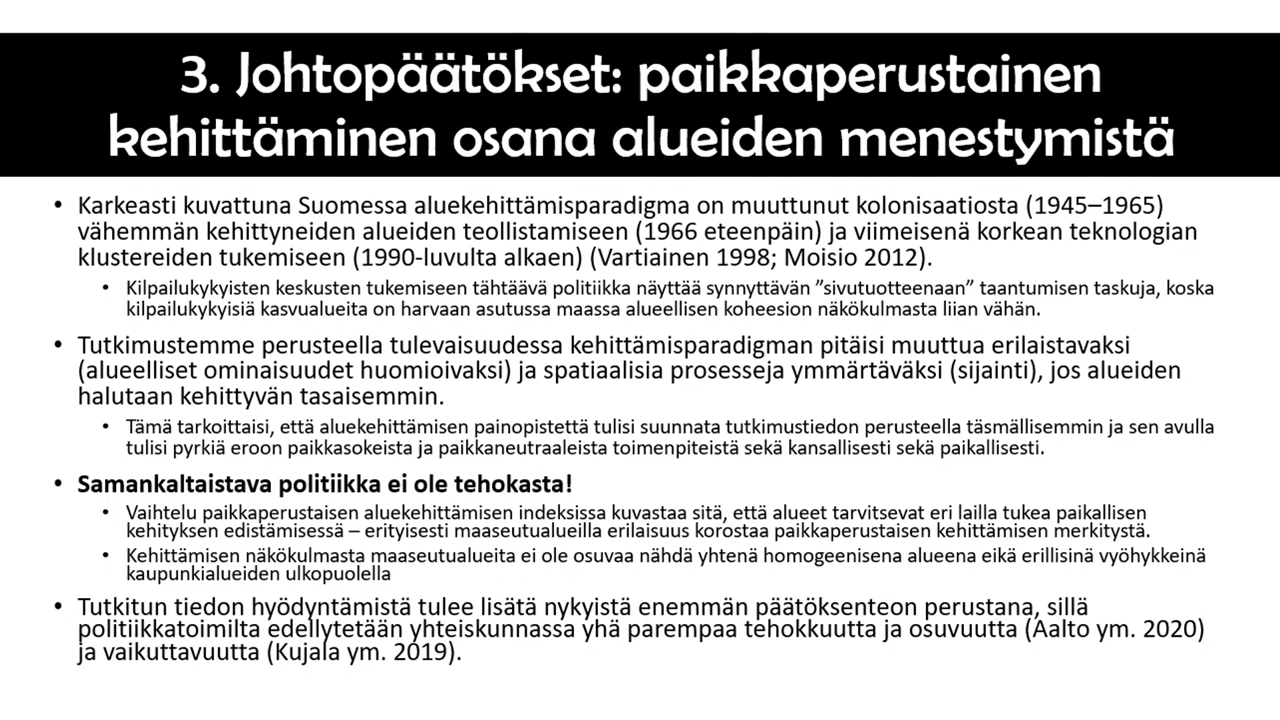 3. Johtopäätökset: paikkaperustainen
kehittäminen osana alueiden menestymistä
• Karkeasti kuvattuna Suomessa aluekehittämisparadigma on muuttunut kolonisaatiosta (1945–1965)
vähemmän kehittyneiden alueiden teollistamiseen (1966 eteenpäin) ja viimeisenä korkean teknologian
klustereiden tukemiseen (1990-luvulta alkaen) (Vartiainen 1998; Moisio 2012).
• Kilpailukykyisten keskusten tukemiseen tähtäävä politiikka näyttää synnyttävän ”sivutuotteenaan” taantumisen taskuja, koska
kilpailukykyisiä kasvualueita on harvaan asutussa maassa alueellisen koheesion näkökulmasta liian vähän.
• Tutkimustemme perusteella tulevaisuudessa kehittämisparadigman pitäisi muuttua erilaistavaksi
(alueelliset ominaisuudet huomioivaksi) ja spatiaalisia prosesseja ymmärtäväksi (sijainti), jos alueiden
halutaan kehittyvän tasaisemmin.
• Tämä tarkoittaisi, että aluekehittämisen painopistettä tulisi suunnata tutkimustiedon perusteella täsmällisemmin ja sen avulla
tulisi pyrkiä eroon paikkasokeista ja paikkaneutraaleista toimenpiteistä sekä kansallisesti sekä paikallisesti.
• Samankaltaistava politiikka ei ole tehokasta!
• Vaihtelu paikkaperustaisen aluekehittämisen indeksissa kuvastaa sitä, että alueet tarvitsevat eri lailla tukea paikallisen
kehityksen edistämisessä – erityisesti maaseutualueilla erilaisuus korostaa paikkaperustaisen kehittämisen merkitystä.
• Kehittämisen näkökulmasta maaseutualueita ei ole osuvaa nähdä yhtenä homogeenisena alueena eikä erillisinä vyöhykkeinä
kaupunkialueiden ulkopuolella
• Tutkitun tiedon hyödyntämistä tulee lisätä nykyistä enemmän päätöksenteon perustana, sillä
politiikkatoimilta edellytetään yhteiskunnassa yhä parempaa tehokkuutta ja osuvuutta (Aalto ym. 2020)
ja vaikuttavuutta (Kujala ym. 2019).